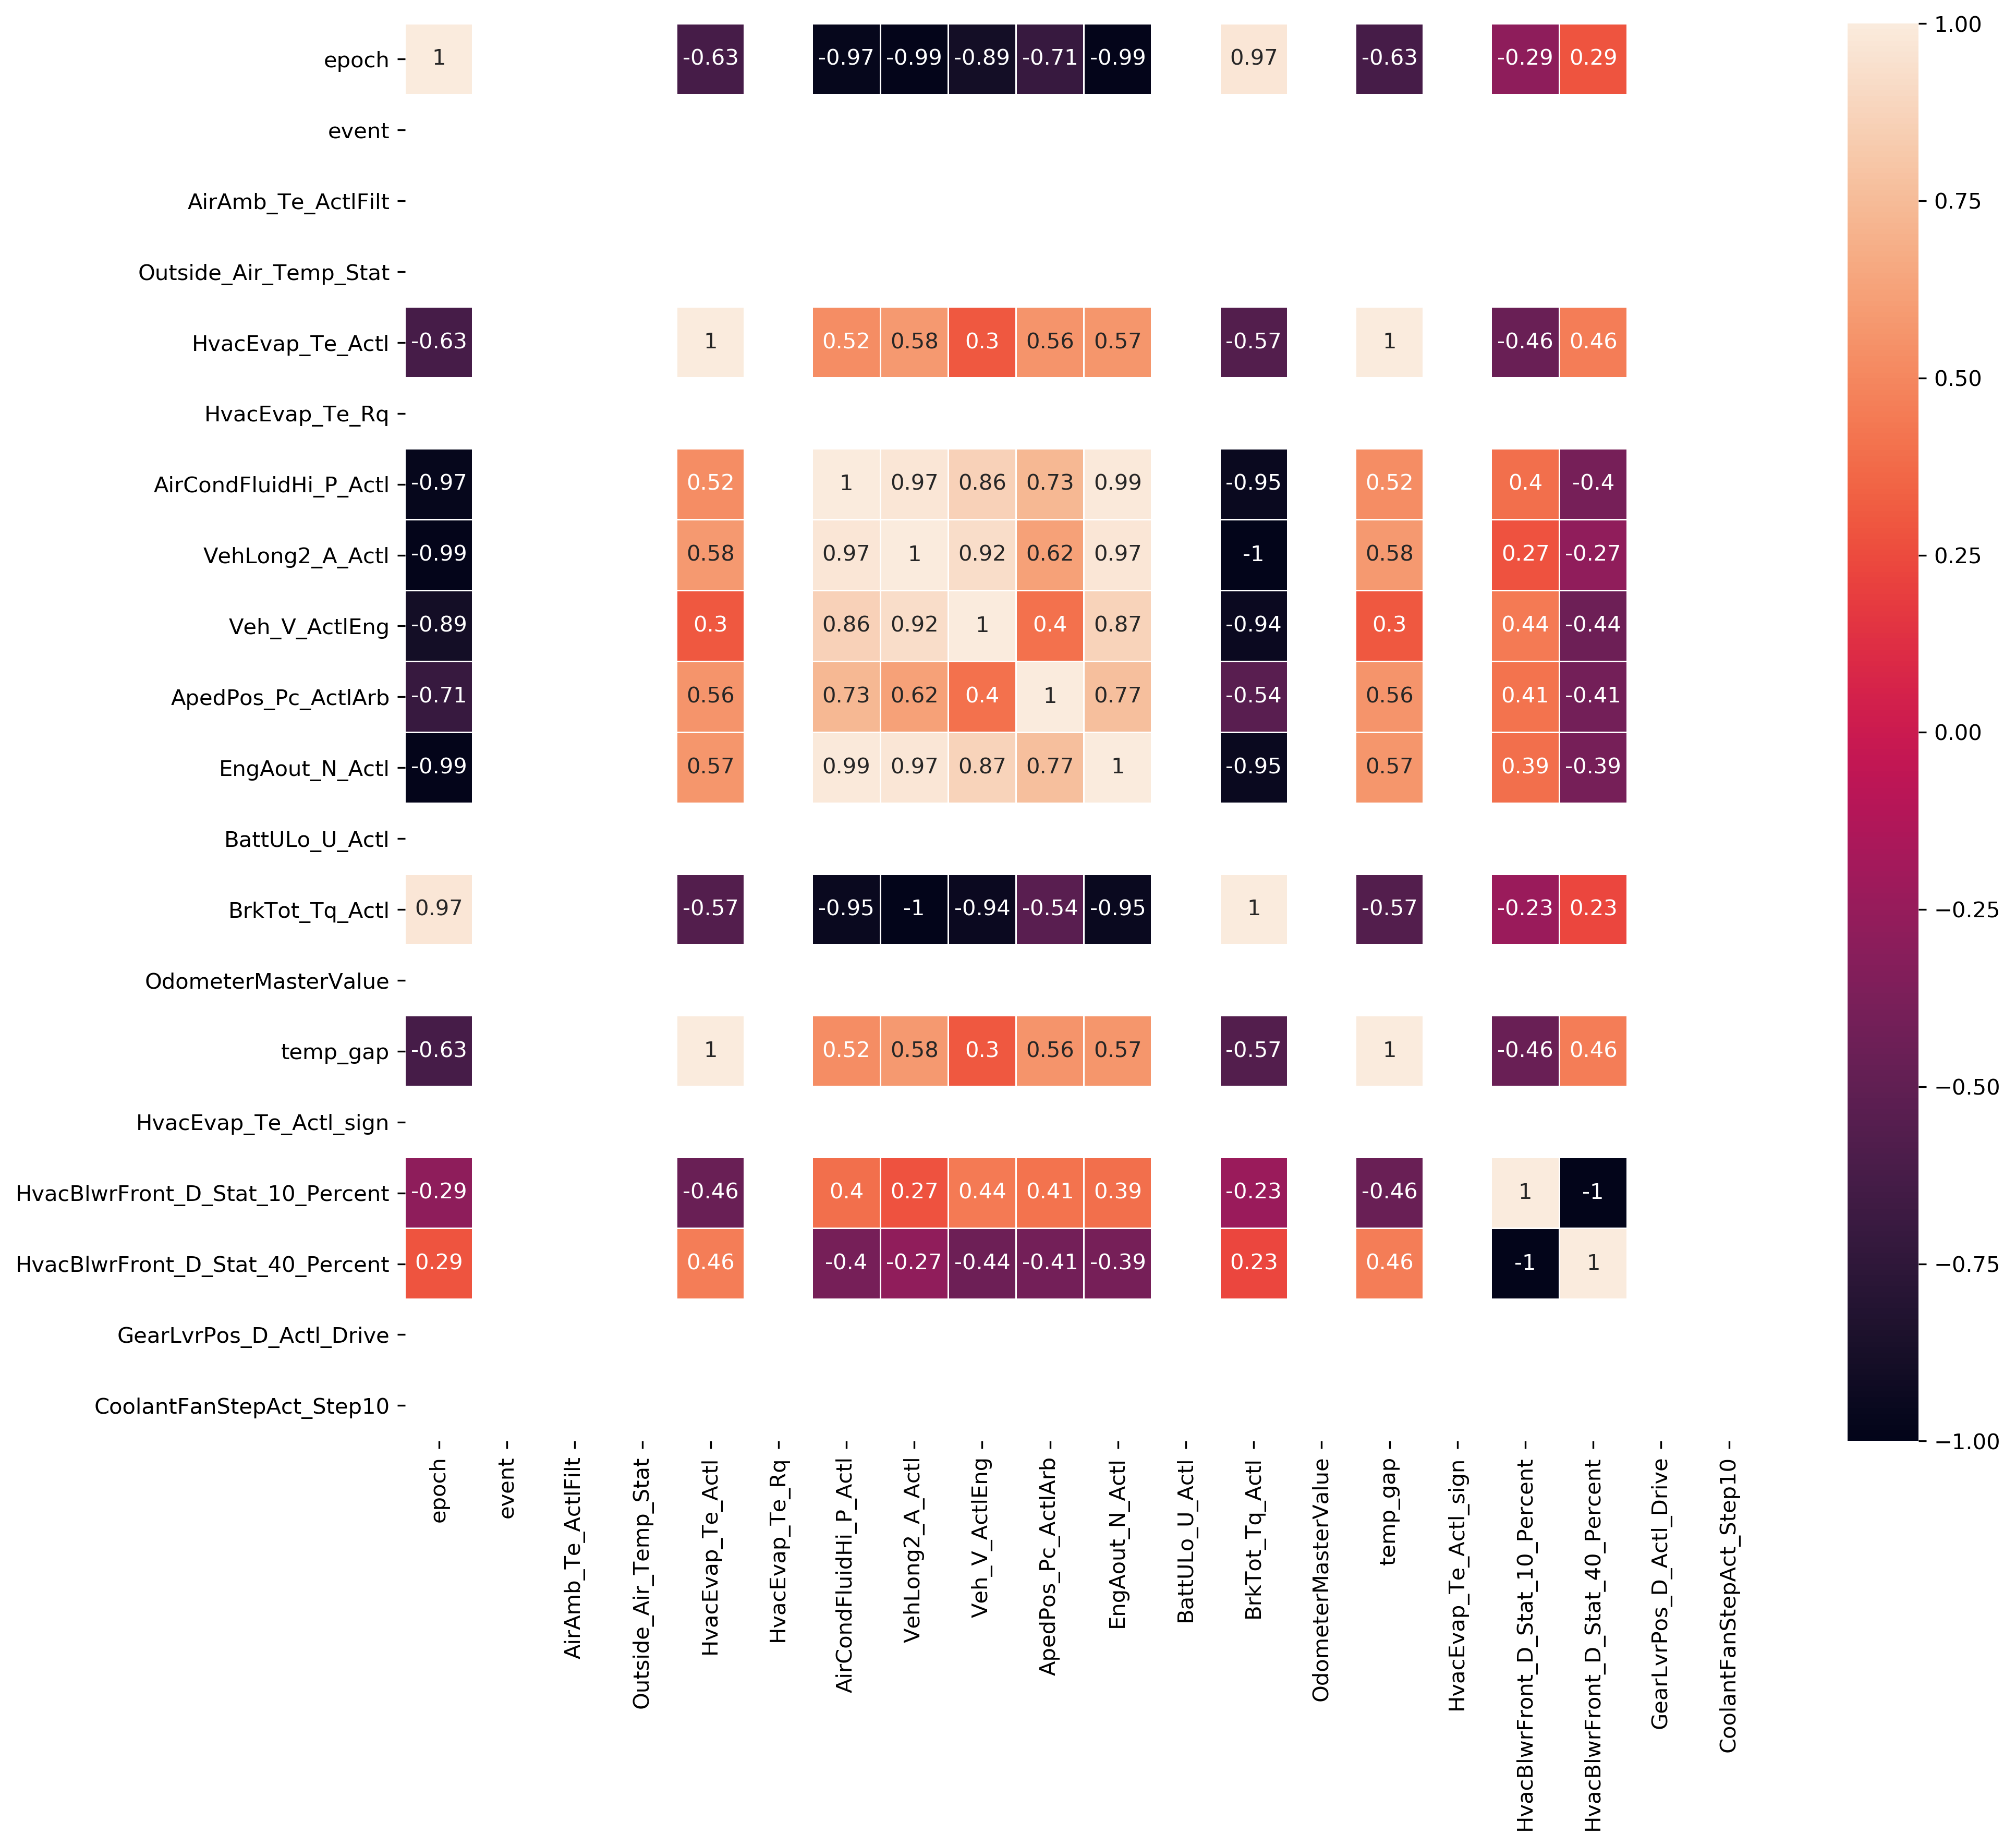 epoch 1 -0.63 -0.97 -0.99 -0.89 -0.71 -0.99 0.97 -0.63 -0.29 0.29
event
AirAmb_Te_ActlFilt
Outside_Air_Temp_Stat
HvacEvap_Te_Actl -0.63 1 0.52 0.58 0.3 0.56 0.57 -0.57 1 -0.46 0.46
HvacEvap_Te_Rq
AirCondFluidHi_P_Actl -0.97 0.52 1 0.97 0.86 0.73 0.99 -0.95 0.52 0.4 -0.4
VehLong2_A_Actl -0.99 0.58 0.97 1 0.92 0.62 0.97 -1 0.58 0.27 -0.27
Veh_V_ActlEng -0.89 0.3 0.86 0.92 1 0.4 0.87 -0.94 0.3 0.44 -0.44
ApedPos_Pc_ActlArb -0.71 0.56 0.73 0.62 0.4 1 0.77 -0.54 0.56 0.41 -0.41
EngAout_N_Actl -0.99 0.57 0.99 0.97 0.87 0.77 1 -0.95 0.57 0.39 -0.39
BattULo_U_Actl
BrkTot_Tq_Actl 0.97 -0.57 -0.95 -1 -0.94 -0.54 -0.95 1 -0.57 -0.23 0.23
OdometerMasterValue
temp_gap -0.63 1 0.52 0.58 0.3 0.56 0.57 -0.57 1 -0.46 0.46
HvacEvap_Te_Actl_sign
HvacBlwrFront_D_Stat_10_Percent -0.29 -0.46 0.4 0.27 0.44 0.41 0.39 -0.23 -0.46 1 -1
HvacBlwrFront_D_Stat_40_Percent 0.29 0.46 -0.4 -0.27 -0.44 -0.41 -0.39 0.23 0.46 -1 1
GearLvrPos_D_Actl_Drive
CoolantFanStepAct_Step10
epoch
event
AirAmb_Te_ActlFilt
Outside_Air_Temp_Stat
HvacEvap_Te_Actl
HvacEvap_Te_Rq
AirCondFluidHi_P_Actl
VehLong2_A_Actl
Veh_V_ActlEng
ApedPos_Pc_ActlArb
EngAout_N_Actl
BattULo_U_Actl
BrkTot_Tq_Actl
OdometerMasterValue
temp_gap
HvacEvap_Te_Actl_sign
HvacBlwrFront_D_Stat_10_Percent
HvacBlwrFront_D_Stat_40_Percent
GearLvrPos_D_Actl_Drive
CoolantFanStepAct_Step10
1.00
0.75
0.50
0.25
0.00
−0.25
−0.50
−0.75
−1.00